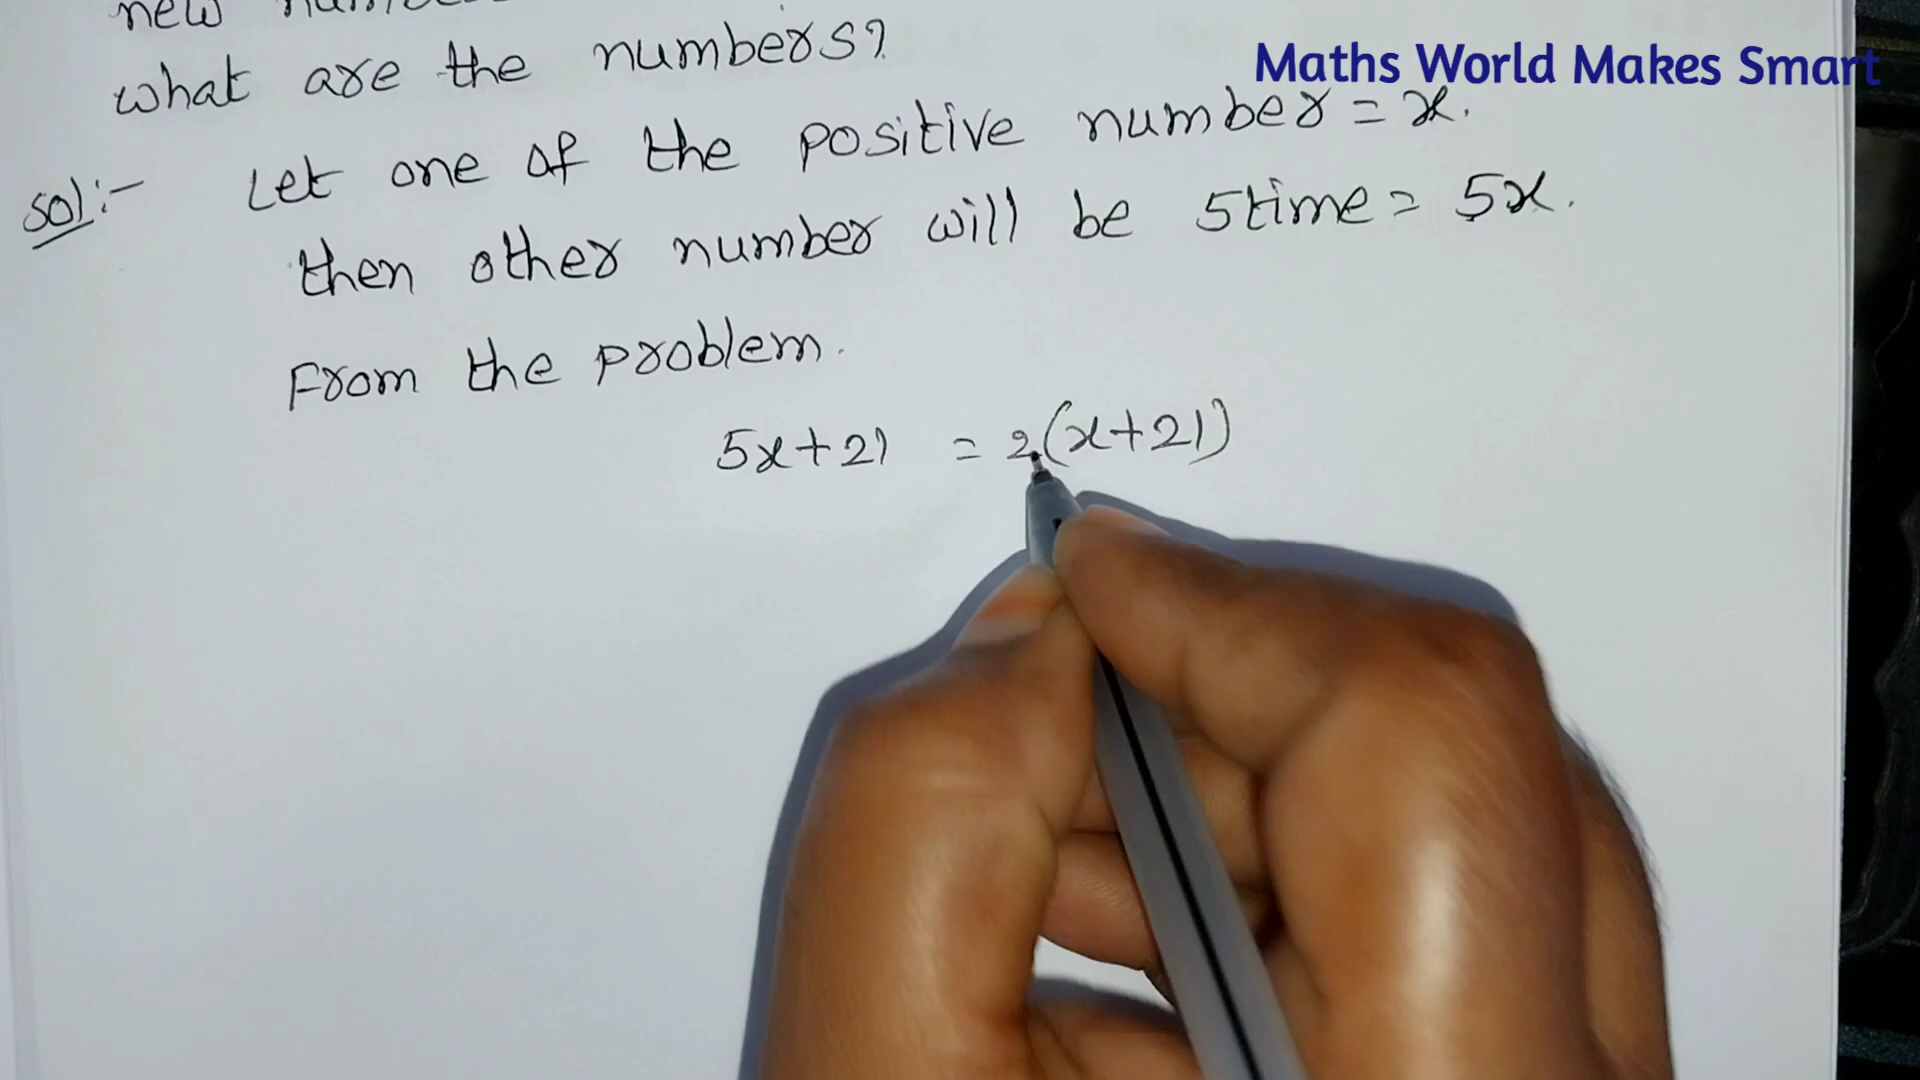 new
what are the numbers?
Maths World Makes Smart
Sol:- Let one of the positive number = x.
then other number will be 5time = 5x.
From the problem.
5x+21 = 2(x+21)